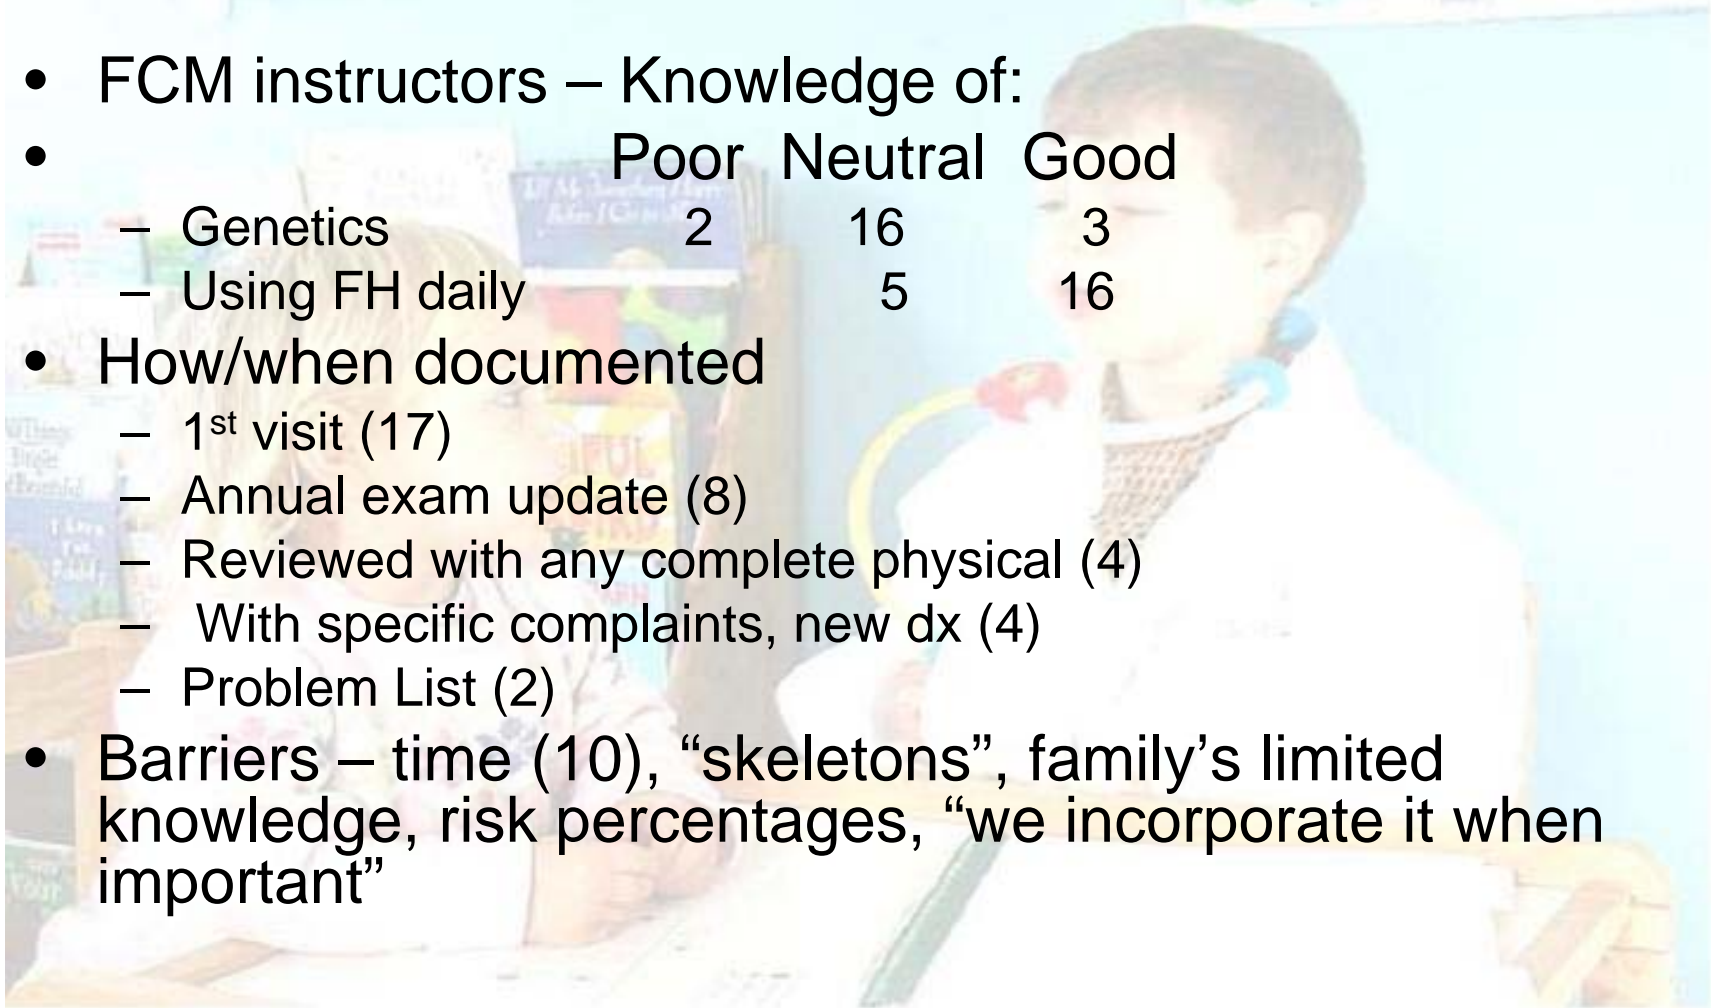 • FCM instructors – Knowledge of:
• Poor Neutral Good
– Genetics 2 16 3
– Using FH daily 5 16
• How/when documented
– 1st visit (17)
– Annual exam update (8)
– Reviewed with any complete physical (4)
– With specific complaints, new dx (4)
– Problem List (2)
• Barriers – time (10), “skeletons”, family’s limited
knowledge, risk percentages, “we incorporate it when
important”